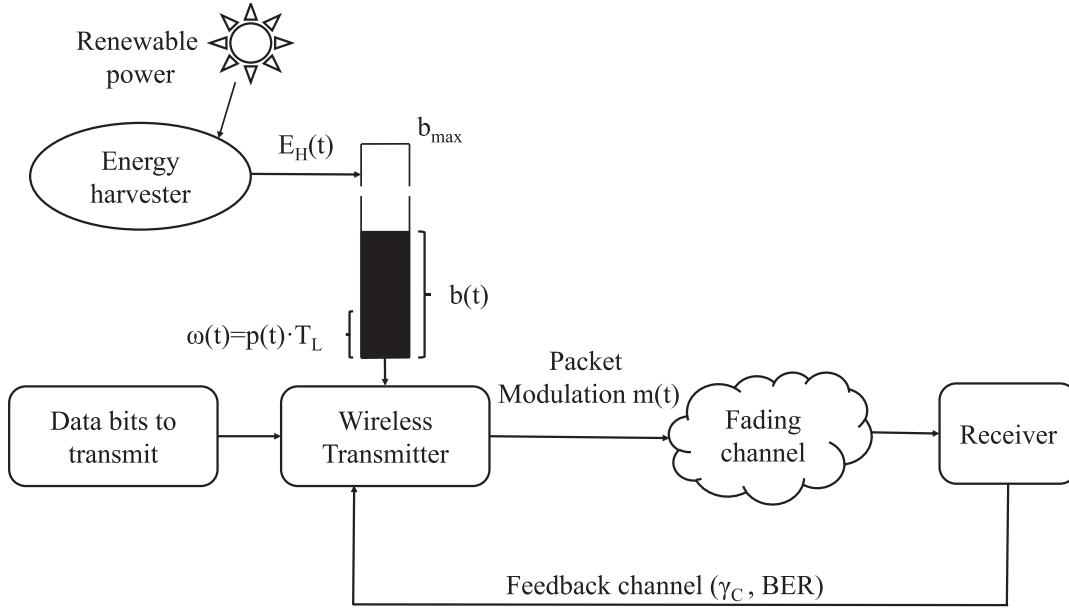 Renewable
power
b_max
E_H(t)
Energy
harvester
b(t)
ω(t)=p(t)·T_L
Packet
Modulation m(t)
Data bits to
transmit
Wireless
Transmitter
Fading
channel
Receiver
Feedback channel (γ_C , BER)